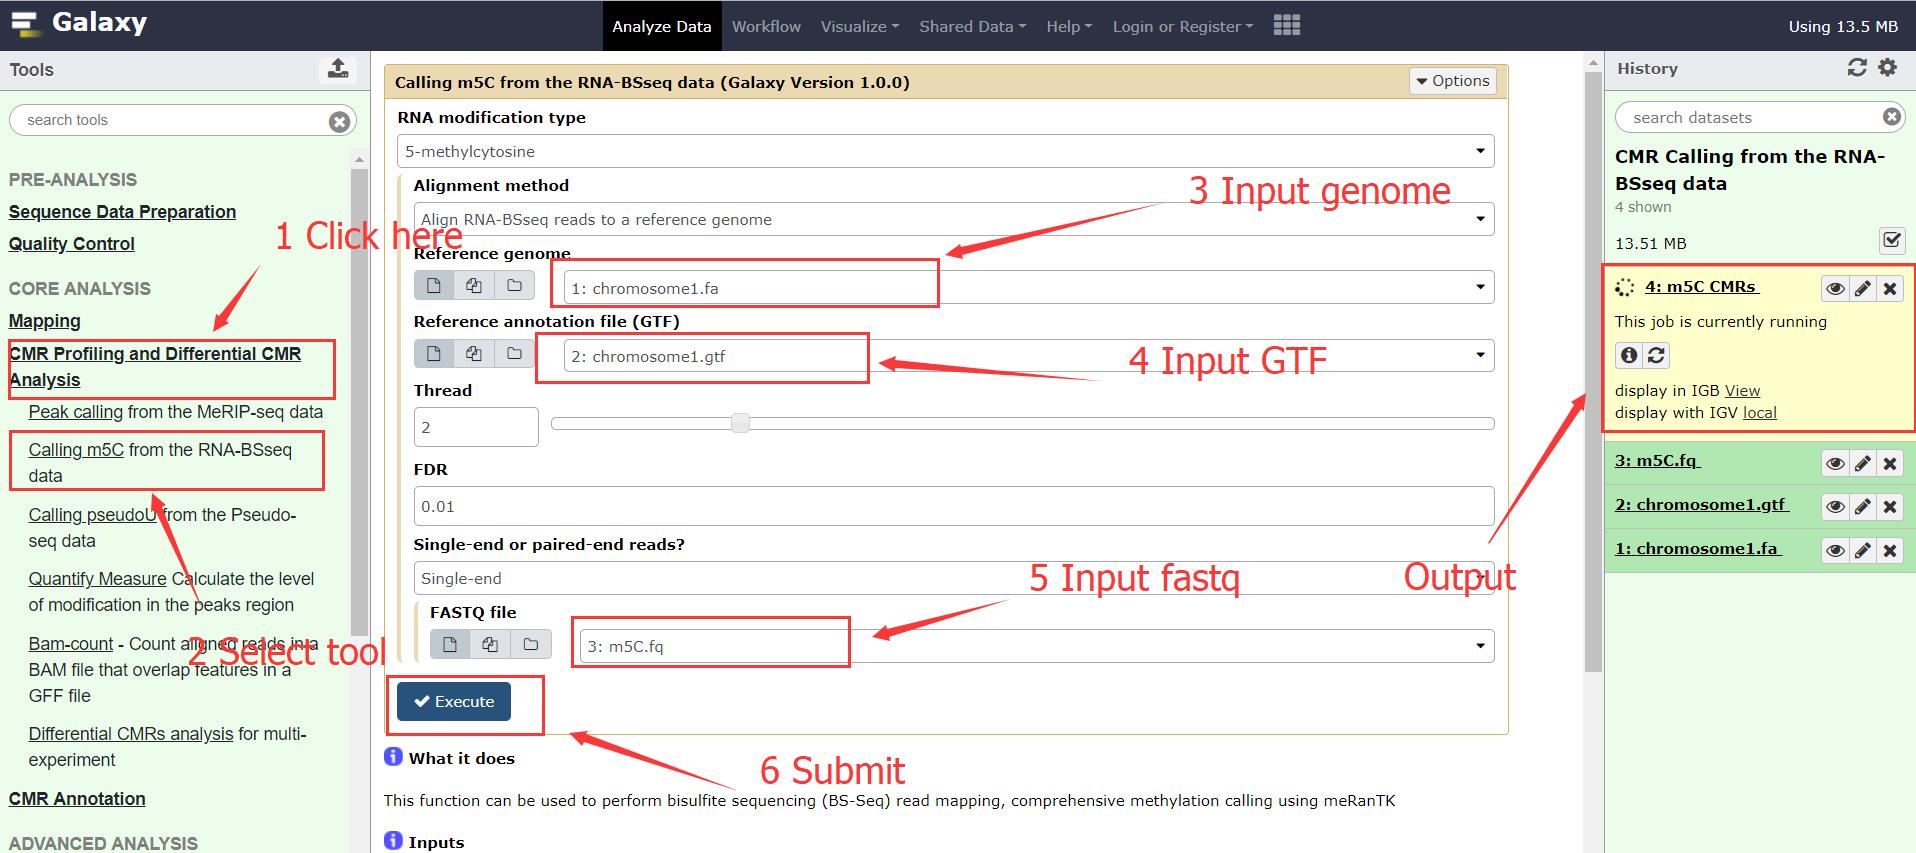 Galaxy
Analyze Data
Workflow
Visualize
Shared Data
Help
Login or Register
Using 13.5 MB
Tools
search tools
PRE-ANALYSIS
Sequence Data Preparation
Quality Control
1 Click here
CORE ANALYSIS
Mapping
CMR Profiling and Differential CMR
Analysis
Peak calling from the MeRIP-seq data
Calling m5C from the RNA-BSseq
data
Calling pseudoU from the Pseudo-
seq data
Quantify Measure Calculate the level
of modification in the peaks region
Bam-count - Count aligned reads in a
BAM file that overlap features in a
GFF file
2 Select tool
Differential CMRs analysis for multi-
experiment
CMR Annotation
ADVANCED ANALYSIS
Calling m5C from the RNA-BSseq data (Galaxy Version 1.0.0)
Options
RNA modification type
5-methylcytosine
Alignment method
3 Input genome
Align RNA-BSseq reads to a reference genome
Reference genome
1: chromosome1.fa
Reference annotation file (GTF)
2: chromosome1.gtf
4 Input GTF
Thread
2
FDR
0.01
Single-end or paired-end reads?
Single-end
5 Input fastq
FASTQ file
3: m5C.fq
Execute
6 Submit
What it does
This function can be used to perform bisulfite sequencing (BS-Seq) read mapping, comprehensive methylation calling using meRanTK
Inputs
Output
History
search datasets
CMR Calling from the RNA-
BSseq data
4 shown
13.51 MB
4: m5C CMRs
This job is currently running
display in IGB View
display with IGV local
3: m5C.fq
2: chromosome1.gtf
1: chromosome1.fa